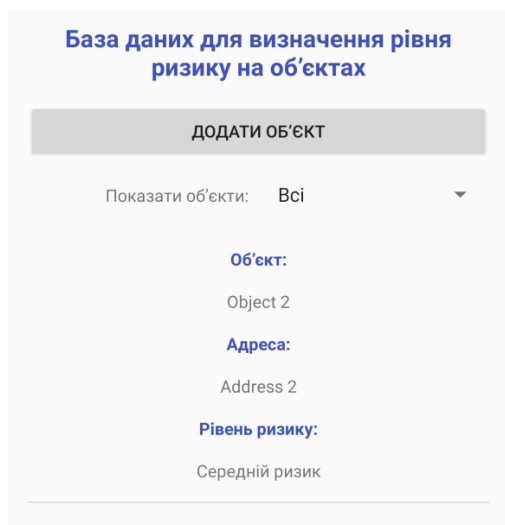 База даних для визначення рівня
ризику на об’єктах
ДОДАТИ ОБ’ЄКТ
Показати об’єкти: Всі
Об’єкт:
Object 2
Адреса:
Address 2
Рівень ризику:
Середній ризик